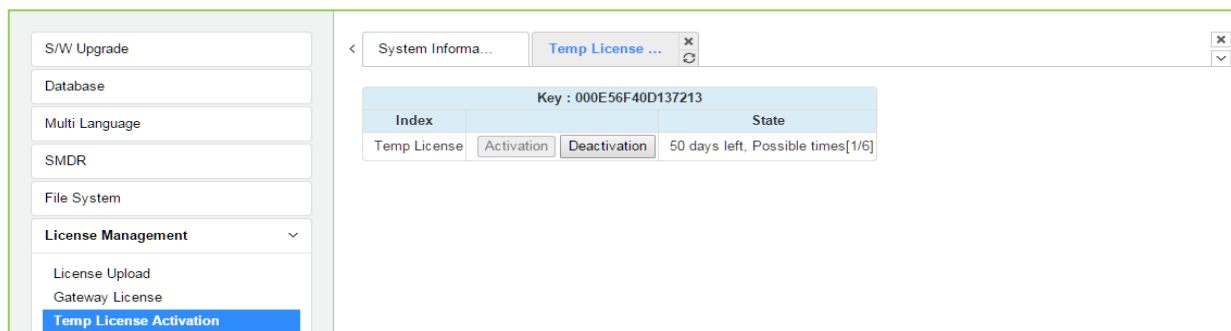 S/W Upgrade
Database
Multi Language
SMDR
File System
License Management
License Upload
Gateway License
Temp License Activation
System Informa...
Temp License ...
Key : 000E56F40D137213
Index State
Temp License Activation Deactivation 50 days left, Possible times[1/6]